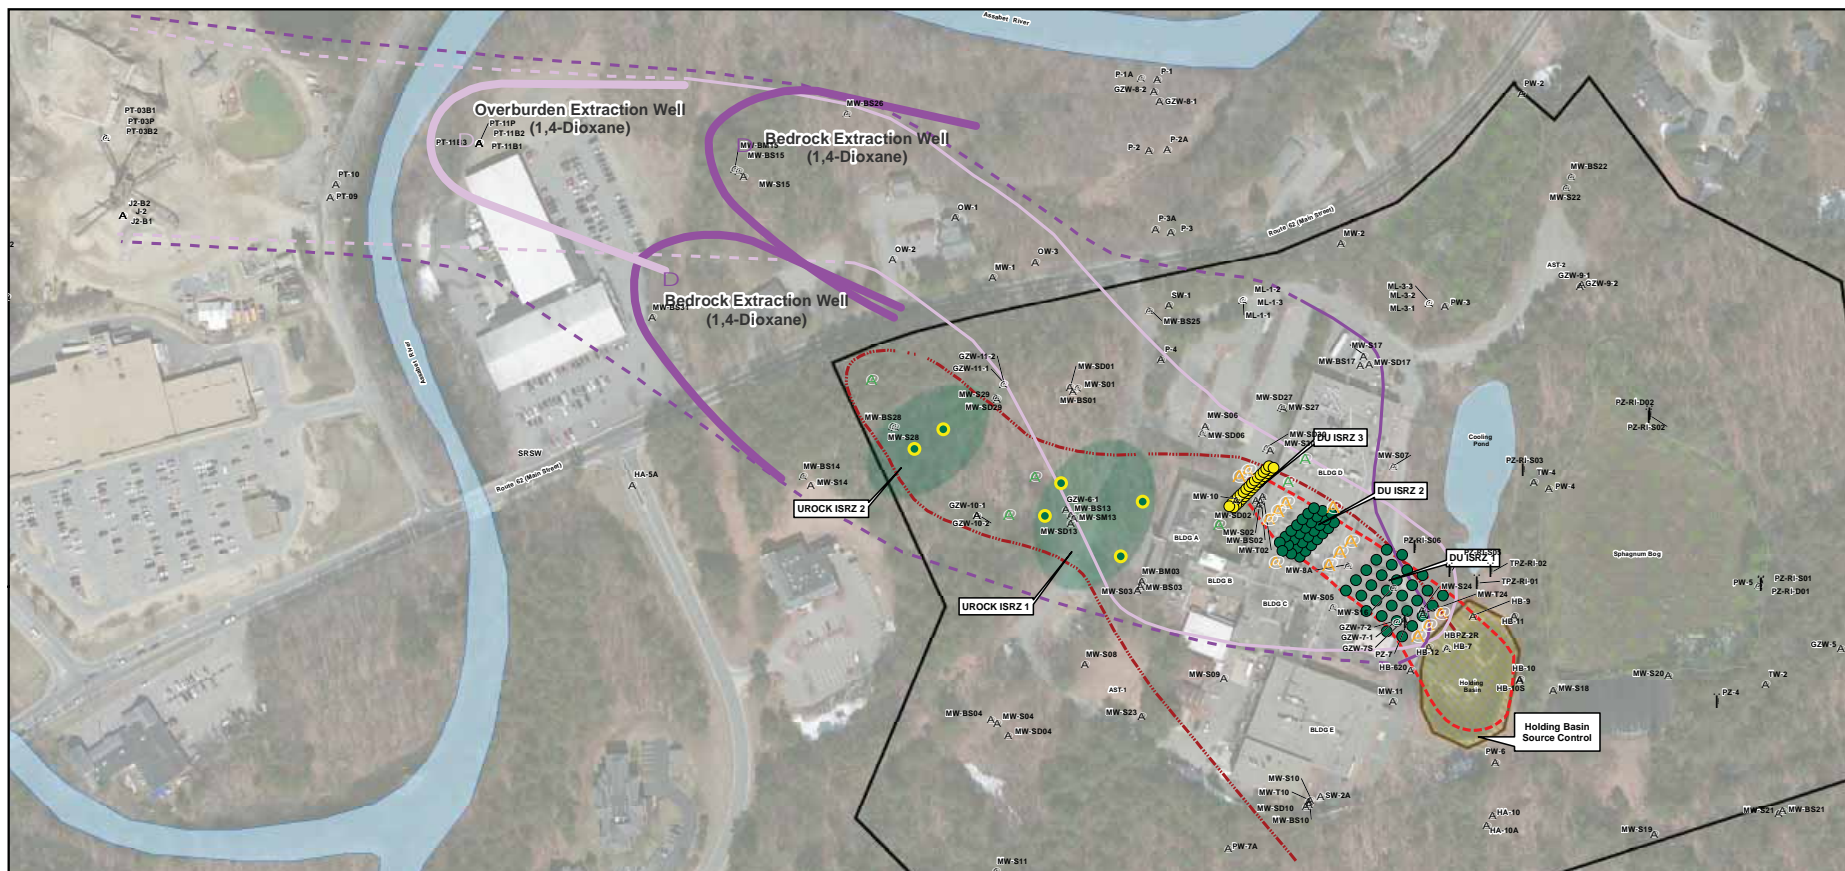 Assabet River
PT-03B1
PT-03P
PT-03B2
Overburden Extraction Well
(1,4-Dioxane)
PT-11P
PT-11B2
PT-11B3
PT-11B1
MW-BS26
Bedrock Extraction Well
(1,4-Dioxane)
MW-BM15
MW-BS15
MW-S15
P-1A
P-1
GZW-8-2
GZW-8-1
P-2A
P-2
PW-2
MW-BS22
MW-S22
PT-10
PT-09
J2-B2
J-2
J2-B1
OW-1
OW-2
OW-3
MW-1
P-3A
P-3
Route 62 (Main Street)
MW-2
AST-2
GZW-9-1
GZW-9-2
D
Bedrock Extraction Well
(1,4-Dioxane)
MW-BS31
SW-1
MW-BS25
ML-1-2
ML-1-3
ML-1-1
ML-3-3
ML-3-2
ML-3-1
PW-3
Assabet River
P-4
MW-S17
MW-BS17
MW-SD17
GZW-11-2
GZW-11-1
MW-S29
MW-SD29
MW-SD01
MW-S01
MW-BS01
MW-BS28
MW-S28
MW-S06
MW-SD06
MW-SD27
MW-S27
DU ISRZ 3
PZ-RI-D02
PZ-RI-S02
Cooling
Pond
SRSW
Route 62 (Main Street)
HA-5A
MW-BS14
MW-S14
UROCK ISRZ 2
GZW-10-1
GZW-10-2
GZW-6-1
MW-BS13
MW-SM13
MW-SD13
MW-10
MW-SD02
MW-S02
MW-BS02
MW-T02
BLDG D
MW-S07
DU ISRZ 2
PZ-RI-S03
TW-4
PW-4
BLDG A
BLDG B
BLDG C
MW-8A
PZ-RI-S06
DU ISRZ 1
TPZ-RI-02
TPZ-RI-01
Sphagnum Bog
PW-5
PZ-RI-S01
PZ-RI-D01
UROCK ISRZ 1
MW-BM03
MW-BS03
MW-S03
MW-S05
MW-S24
MW-T24
HB-9
HB-11
GZW-7-2
GZW-7-1
GZW-7S
PZ-7
HBPZ-2R
HB-7
HB-12
GZW-5
MW-S08
MW-S09
AST-1
MW-11
Holding
Basin
HB-10
HB-10S
MW-S18
MW-S20
TW-2
PZ-4
MW-BS04
MW-S04
MW-SD04
MW-S23
BLDG E
Holding Basin
Source Control
PW-6
MW-S10
MW-T10
MW-SD10
MW-BS10
SW-2A
HA-10
HA-10A
MW-S21
MW-BS21
MW-S19
PW-7A
MW-S11